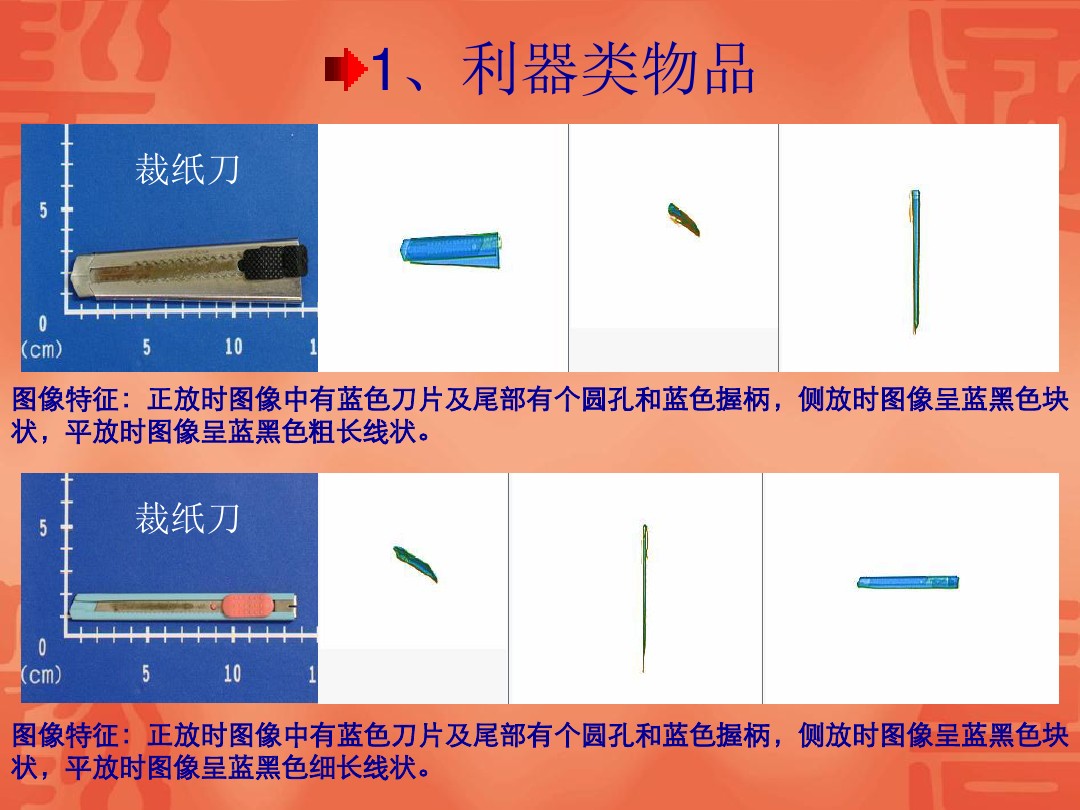 1、利器类物品
裁纸刀
5
0
(cm)
5
10
1
图像特征：正放时图像中有蓝色刀片及尾部有个圆孔和蓝色握柄，侧放时图像呈蓝黑色块
状，平放时图像呈蓝黑色粗长线状。
裁纸刀
5
0
(cm)
5
10
1
图像特征：正放时图像中有蓝色刀片及尾部有个圆孔和蓝色握柄，侧放时图像呈蓝黑色块
状，平放时图像呈蓝黑色细长线状。